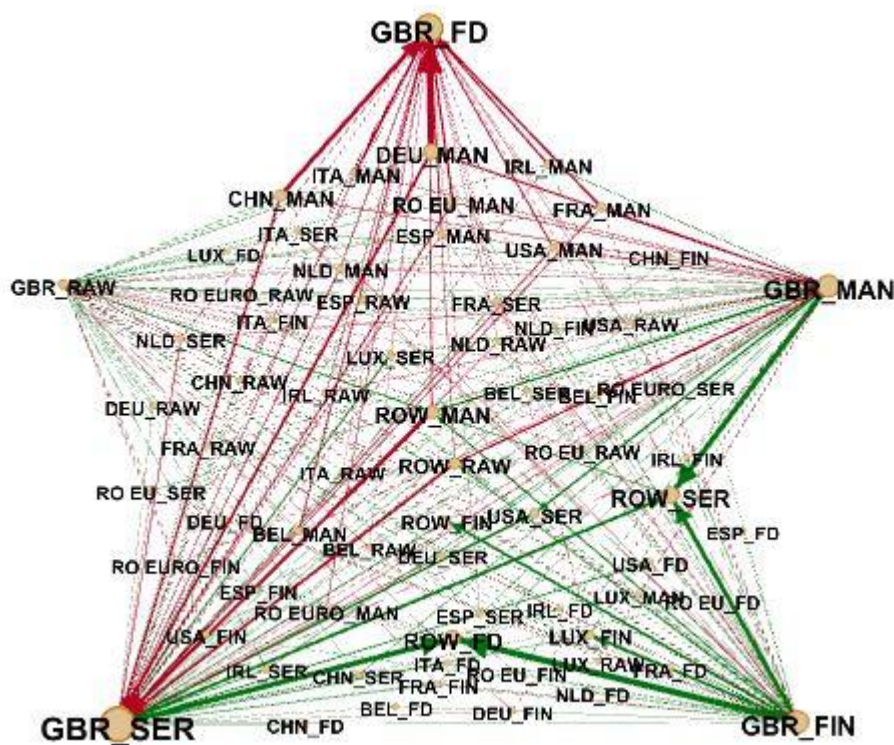 GBR_FD
DEU_MAN
ITA_MAN
IRL_MAN
CHN_MAN
RO EU_MAN
FRA_MAN
ITA_SER
ESP_MAN
USA_MAN
LUX_FD
CHN_FIN
NLD_MAN
GBR_RAW
GBR_MAN
RO EURO_RAW
ESP_RAW
FRA_SER
ITA_FIN
NLD_FIN
USA_RAW
NLD_SER
NLD_RAW
LUX_SER
CHN_RAW
IRL_RAW
BEL_SER
BEL_FIN
RO EURO_SER
DEU_RAW
ROW_MAN
FRA_RAW
RO EU_RAW
IRL_FIN
ITA_RAW
ROW_RAW
RO EU_SER
ROW_SER
DEU_FD
ROW_FIN
USA_SER
BEL_MAN
ESP_FD
BEL_RAW
DEU_SER
RO EURO_FIN
USA_FD
ESP_FIN
LUX_MAN
RO EU_FD
RO EURO_MAN
ESP_SER
IRL_FD
USA_FIN
ROW_FD
LUX_FIN
IRL_SER
ITA_FD
LUX_RAW
CHN_SER
RO EU_FIN
FRA_FD
FRA_FIN
NLD_FD
BEL_FD
DEU_FIN
GBR_SER
CHN_FD
GBR_FIN